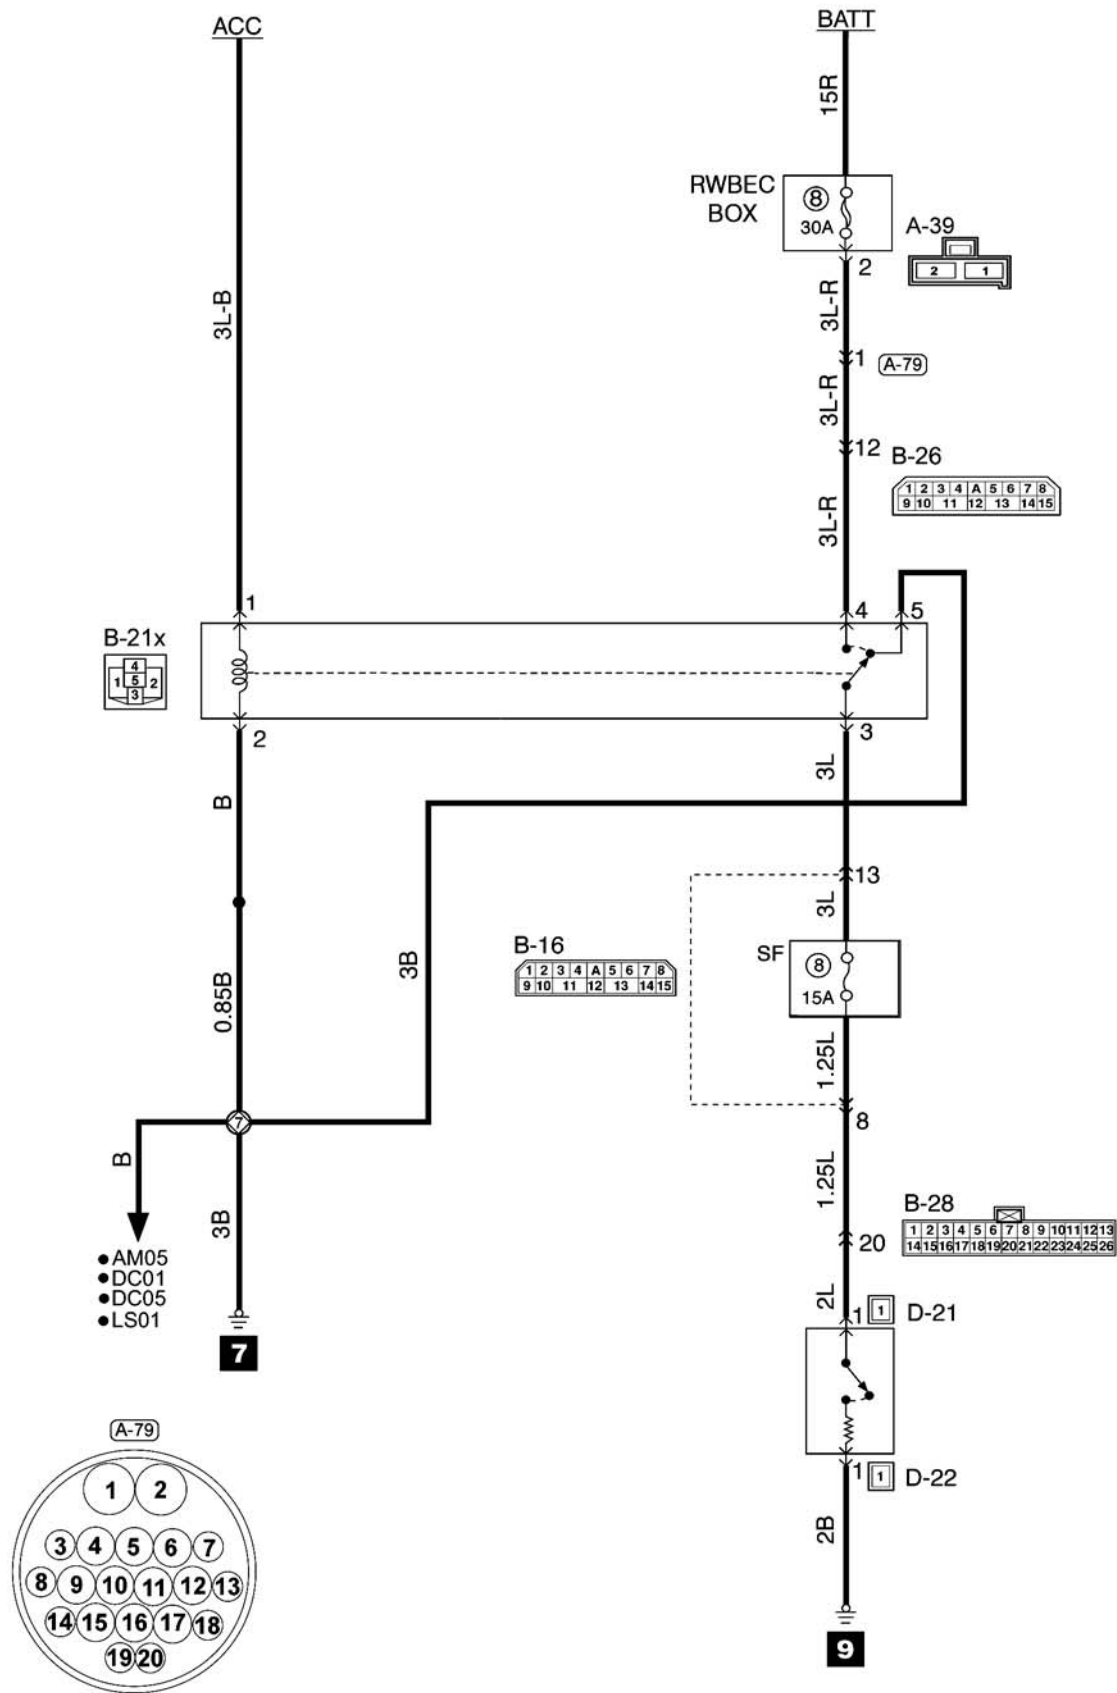 ACC
BATT
15R
RWBEC
BOX
8
30A
2
A-39
2 1
3L-R
1
A-79
3L-R
12
B-26
1 2 3 4 A 5 6 7 8
9 10 11 12 13 14 15
3L-R
3L-B
1
4
5
B-21x
4
1 5 2
3
2
3
3L
B
13
3L
B-16
1 2 3 4 A 5 6 7 8
9 10 11 12 13 14 15
SF
8
15A
3B
0.85B
1.25L
7
8
B
3B
1.25L
B-28
1 2 3 4 5 6 7 8 9 10 11 12 13
14 15 16 17 18 19 20 21 22 23 24 25 26
20
●AM05
●DC01
●DC05
●LS01
7
2L
1
1
D-21
1
1
D-22
2B
9
A-79
1 2
3 4 5 6 7
8 9 10 11 12 13
14 15 16 17 18
19 20